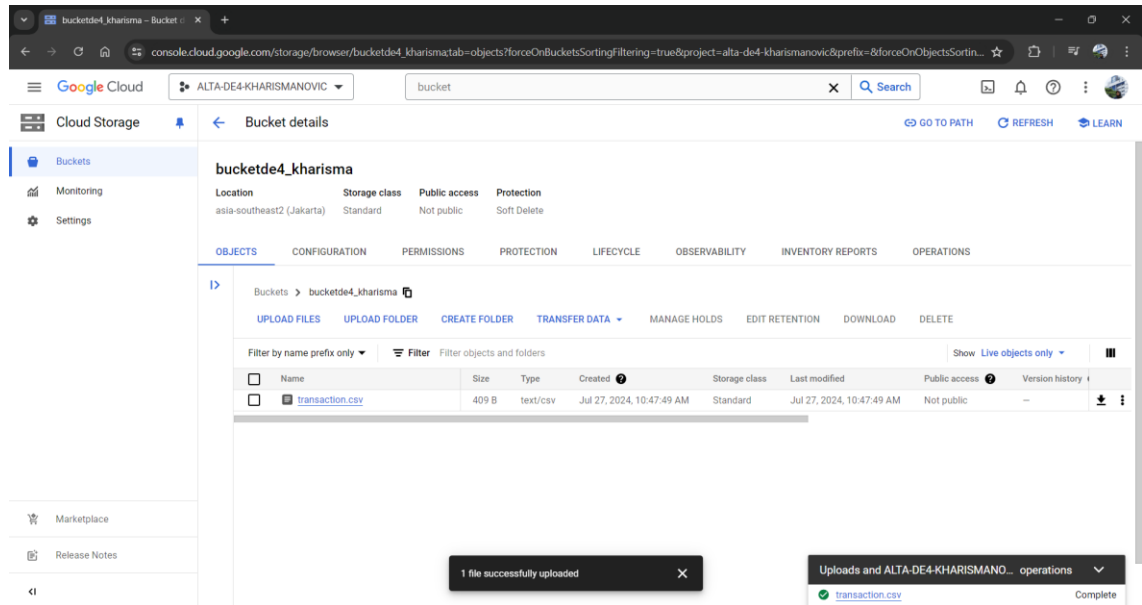 bucketde4_kharisma – Bucket d
console.cloud.google.com/storage/browser/bucketde4_kharisma;tab=objects?forceOnBucketsSortingFiltering=true&project=alta-de4-kharismanovic&prefix=&forceOnObjectsSortin...
Google Cloud ALTA-DE4-KHARISMANOVIC bucket Search
Cloud Storage Bucket details GO TO PATH REFRESH LEARN
Buckets
Monitoring
Settings
bucketde4_kharisma
Location Storage class Public access Protection
asia-southeast2 (Jakarta) Standard Not public Soft Delete
OBJECTS CONFIGURATION PERMISSIONS PROTECTION LIFECYCLE OBSERVABILITY INVENTORY REPORTS OPERATIONS
Buckets > bucketde4_kharisma
UPLOAD FILES UPLOAD FOLDER CREATE FOLDER TRANSFER DATA MANAGE HOLDS EDIT RETENTION DOWNLOAD DELETE
Filter by name prefix only Filter Filter objects and folders Show Live objects only
Name Size Type Created Storage class Last modified Public access Version history
transaction.csv 409 B text/csv Jul 27, 2024, 10:47:49 AM Standard Jul 27, 2024, 10:47:49 AM Not public –
Marketplace
Release Notes
1 file successfully uploaded
Uploads and ALTA-DE4-KHARISMANO... operations
transaction.csv Complete